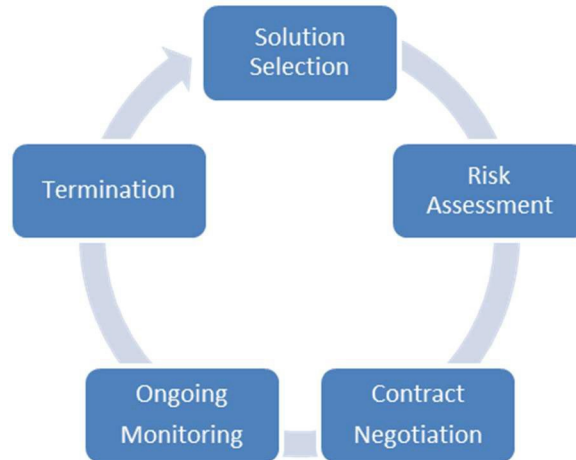 Solution
Selection
Risk
Assessment
Contract
Negotiation
Ongoing
Monitoring
Termination